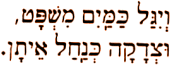 וְיִגַּל כַּמַּיִם מִשְׁפָּט,
וּצְדָקָה כְּנַחַל אֵיתָן.